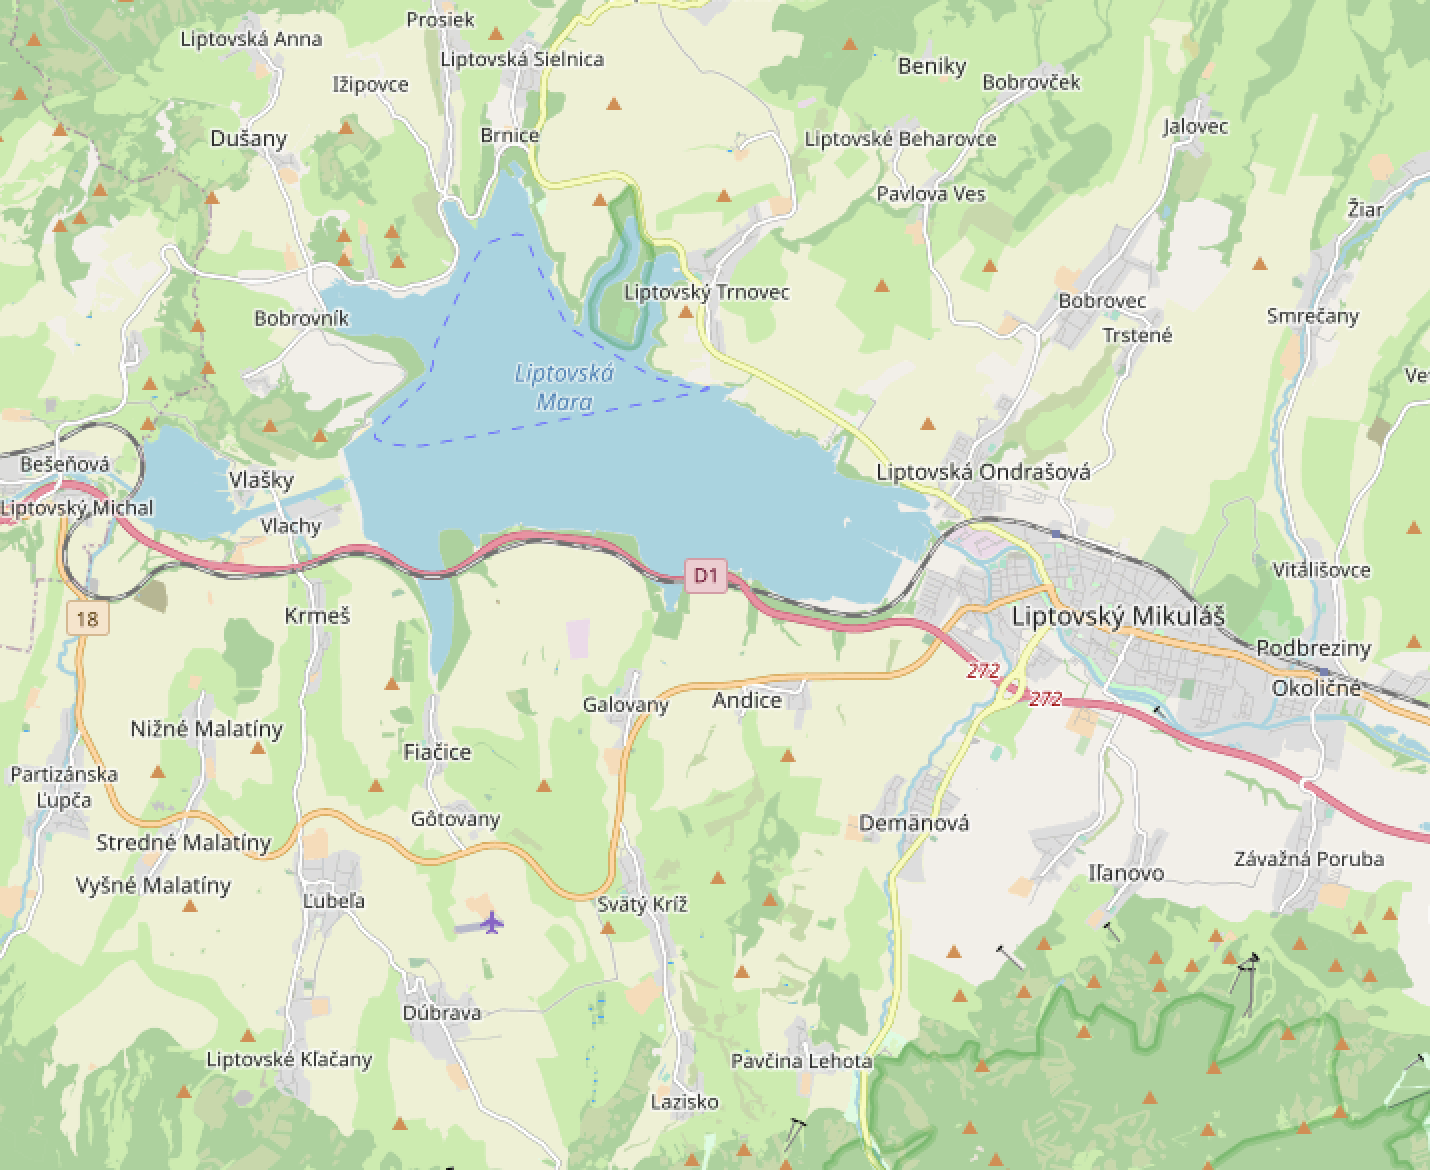 Prosiek
Liptovská Anna
Liptovská Sielnica
Beniky
Ižipovce
Bobrovček
Jalovec
Dušany
Brnice
Liptovské Beharovce
Pavlova Ves
Žiar
Liptovský Trnovec
Bobrovec
Bobrovník
Smrečany
Trstené
Liptovská
Mara
Vet
Bešeňová
Vlašky
Liptovská Ondrašová
Liptovský Michal
Vlachy
D1
Vitálišovce
18
Krmeš
Liptovský Mikuláš
Podbreziny
272
Okoličné
272
Galovany
Andice
Nižné Malatíny
Fiačice
Partizánska
Ľupča
Gôtovany
Demänová
Stredné Malatíny
Závažná Poruba
Iľanovo
Vyšné Malatíny
Ľubeľa
Svätý Kríž
Dúbrava
Liptovské Kľačany
Pavčina Lehota
Lazisko